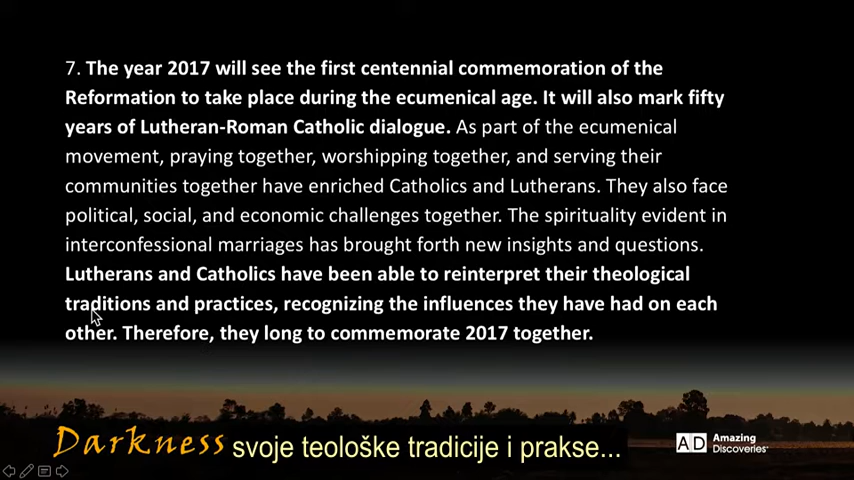 7. The year 2017 will see the first centennial commemoration of the
Reformation to take place during the ecumenical age. It will also mark fifty
years of Lutheran-Roman Catholic dialogue. As part of the ecumenical
movement, praying together, worshipping together, and serving their
communities together have enriched Catholics and Lutherans. They also face
political, social, and economic challenges together. The spirituality evident in
interconfessional marriages has brought forth new insights and questions.
Lutherans and Catholics have been able to reinterpret their theological
traditions and practices, recognizing the influences they have had on each
other. Therefore, they long to commemorate 2017 together.
Darkness
svoje teološke tradicije i prakse...
AD Amazing
Discoveries